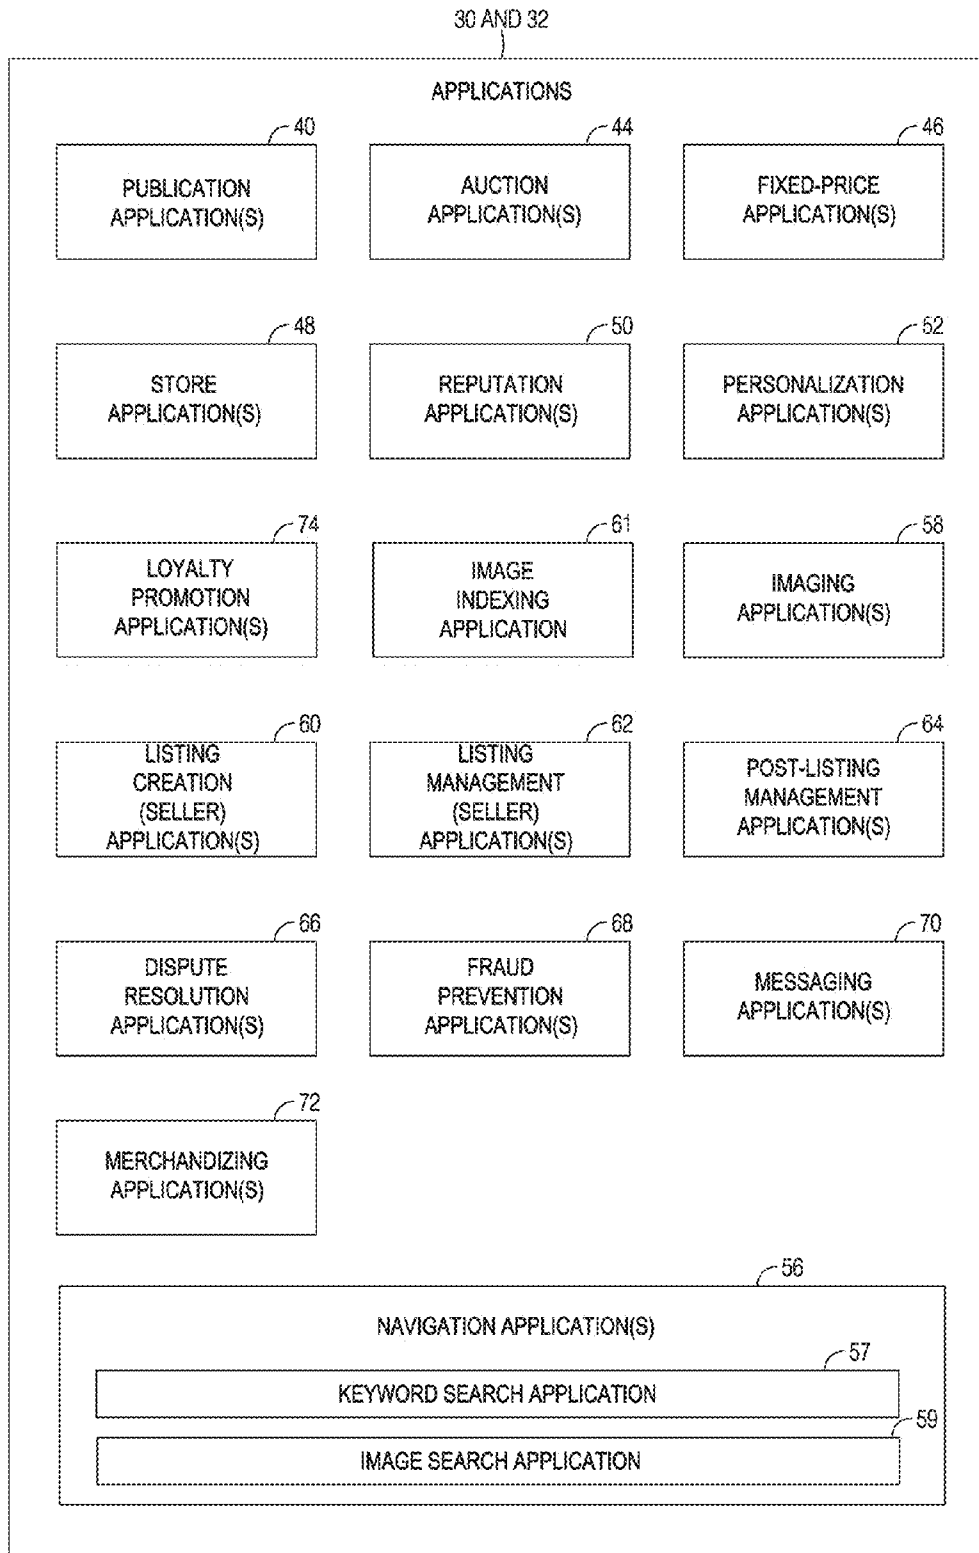 30 AND 32
APPLICATIONS
40
PUBLICATION
APPLICATION(S)
44
AUCTION
APPLICATION(S)
46
FIXED-PRICE
APPLICATION(S)
48
STORE
APPLICATION(S)
50
REPUTATION
APPLICATION(S)
52
PERSONALIZATION
APPLICATION(S)
74
LOYALTY
PROMOTION
APPLICATION(S)
61
IMAGE
INDEXING
APPLICATION
58
IMAGING
APPLICATION(S)
60
LISTING
CREATION
(SELLER)
APPLICATION(S)
62
LISTING
MANAGEMENT
(SELLER)
APPLICATION(S)
64
POST-LISTING
MANAGEMENT
APPLICATION(S)
66
DISPUTE
RESOLUTION
APPLICATION(S)
68
FRAUD
PREVENTION
APPLICATION(S)
70
MESSAGING
APPLICATION(S)
72
MERCHANDIZING
APPLICATION(S)
56
NAVIGATION APPLICATION(S)
57
KEYWORD SEARCH APPLICATION
59
IMAGE SEARCH APPLICATION